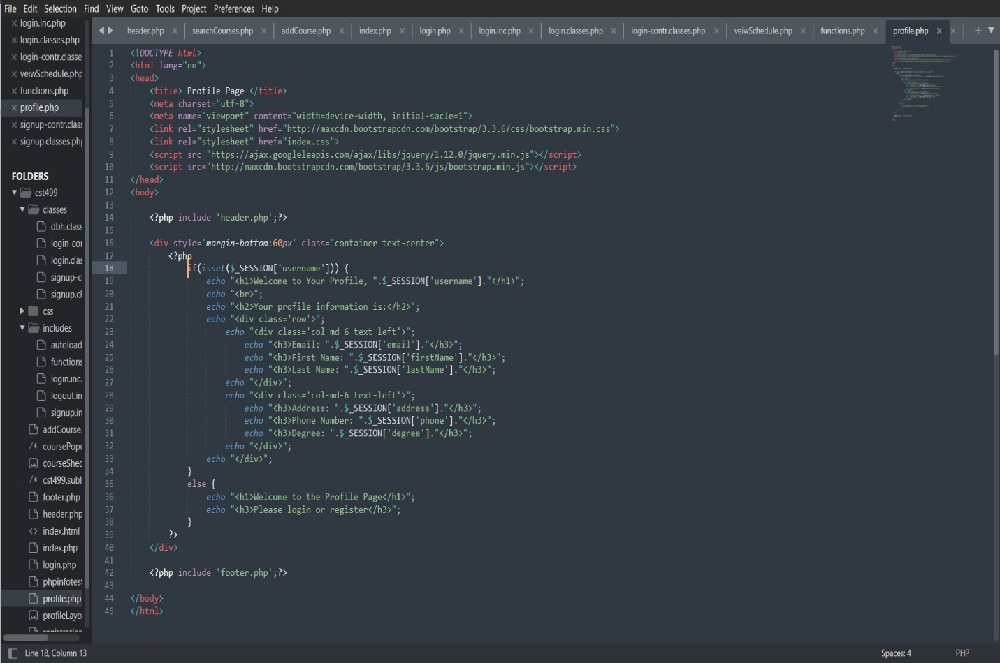 File Edit Selection Find View Goto Tools Project Preferences Help
header.php × searchCourses.php × addCourse.php × index.php × login.php × login.inc.php × login.classes.php × login-contr.classes.php × veiwSchedule.php × functions.php × profile.php × × + ▼
× login.inc.php
× login.classes.php
× login-contr.classe
× veiwSchedule.php
× functions.php
× profile.php
× signup-contr.class
× signup.classes.ph
FOLDERS
▼ cst499
▼ classes
dbh.class
login-cor
login.clas
signup-c
signup.cl
▶ css
▼ includes
autoload
functions
login.inc.
logout.in
signup.in
addCourse.
/* coursePopu
courseShec
/* cst499.subl
footer.php
header.php
<> index.html
index.php
login.php
phpinfotest
profile.php
profileLayo
registration
1 <!DOCTYPE html>
2 <html lang="en">
3 <head>
4 <title> Profile Page </title>
5 <meta charset="utf-8">
6 <meta name="viewport" content="width=device-width, initial-sacle=1">
7 <link rel="stylesheet" href="http://maxcdn.bootstrapcdn.com/bootstrap/3.3.6/css/bootstrap.min.css">
8 <link rel="stylesheet" href="index.css">
9 <script src="https://ajax.googleleapis.com/ajax/libs/jquery/1.12.0/jquery.min.js"></script>
10 <script src="http://maxcdn.bootstrapcdn.com/bootstrap/3.3.6/js/bootstrap.min.js"></script>
11 </head>
12 <body>
13
14 <?php include 'header.php';?>
15
16 <div style='margin-bottom:60px' class="container text-center">
17 <?php
18 if(isset($_SESSION['username'])) {
19 echo "<h1>Welcome to Your Profile, ".$_SESSION['username']."</h1>";
20 echo "<br>";
21 echo "<h2>Your profile information is:</h2>";
22 echo "<div class='row'>";
23 echo "<div class='col-md-6 text-left'>";
24 echo "<h3>Email: ".$_SESSION['email']."</h3>";
25 echo "<h3>First Name: ".$_SESSION['firstName']."</h3>";
26 echo "<h3>Last Name: ".$_SESSION['lastName']."</h3>";
27 echo "</div>";
28 echo "<div class='col-md-6 text-left'>";
29 echo "<h3>Address: ".$_SESSION['address']."</h3>";
30 echo "<h3>Phone Number: ".$_SESSION['phone']."</h3>";
31 echo "<h3>Degree: ".$_SESSION['degree']."</h3>";
32 echo "</div>";
33 echo "</div>";
34 }
35 else {
36 echo "<h1>Welcome to the Profile Page</h1>";
37 echo "<h3>Please login or register</h3>";
38 }
39 ?>
40 </div>
41
42 <?php include 'footer.php';?>
43
44 </body>
45 </html>
Line 18, Column 13 Spaces: 4 PHP